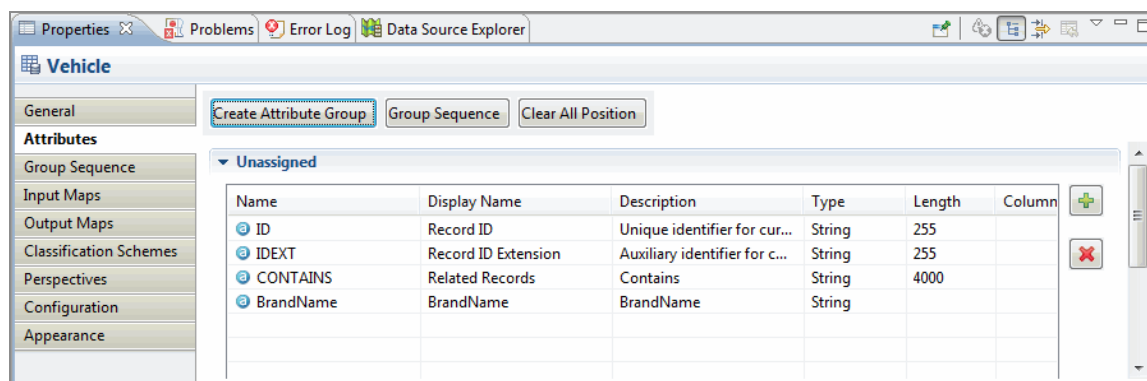 Properties Problems Error Log Data Source Explorer
Vehicle
General
Attributes
Group Sequence
Input Maps
Output Maps
Classification Schemes
Perspectives
Configuration
Appearance
Create Attribute Group Group Sequence Clear All Position
Unassigned
Name Display Name Description Type Length Column
ID Record ID Unique identifier for cur... String 255
IDEXT Record ID Extension Auxiliary identifier for c... String 255
CONTAINS Related Records Contains String 4000
BrandName BrandName BrandName String